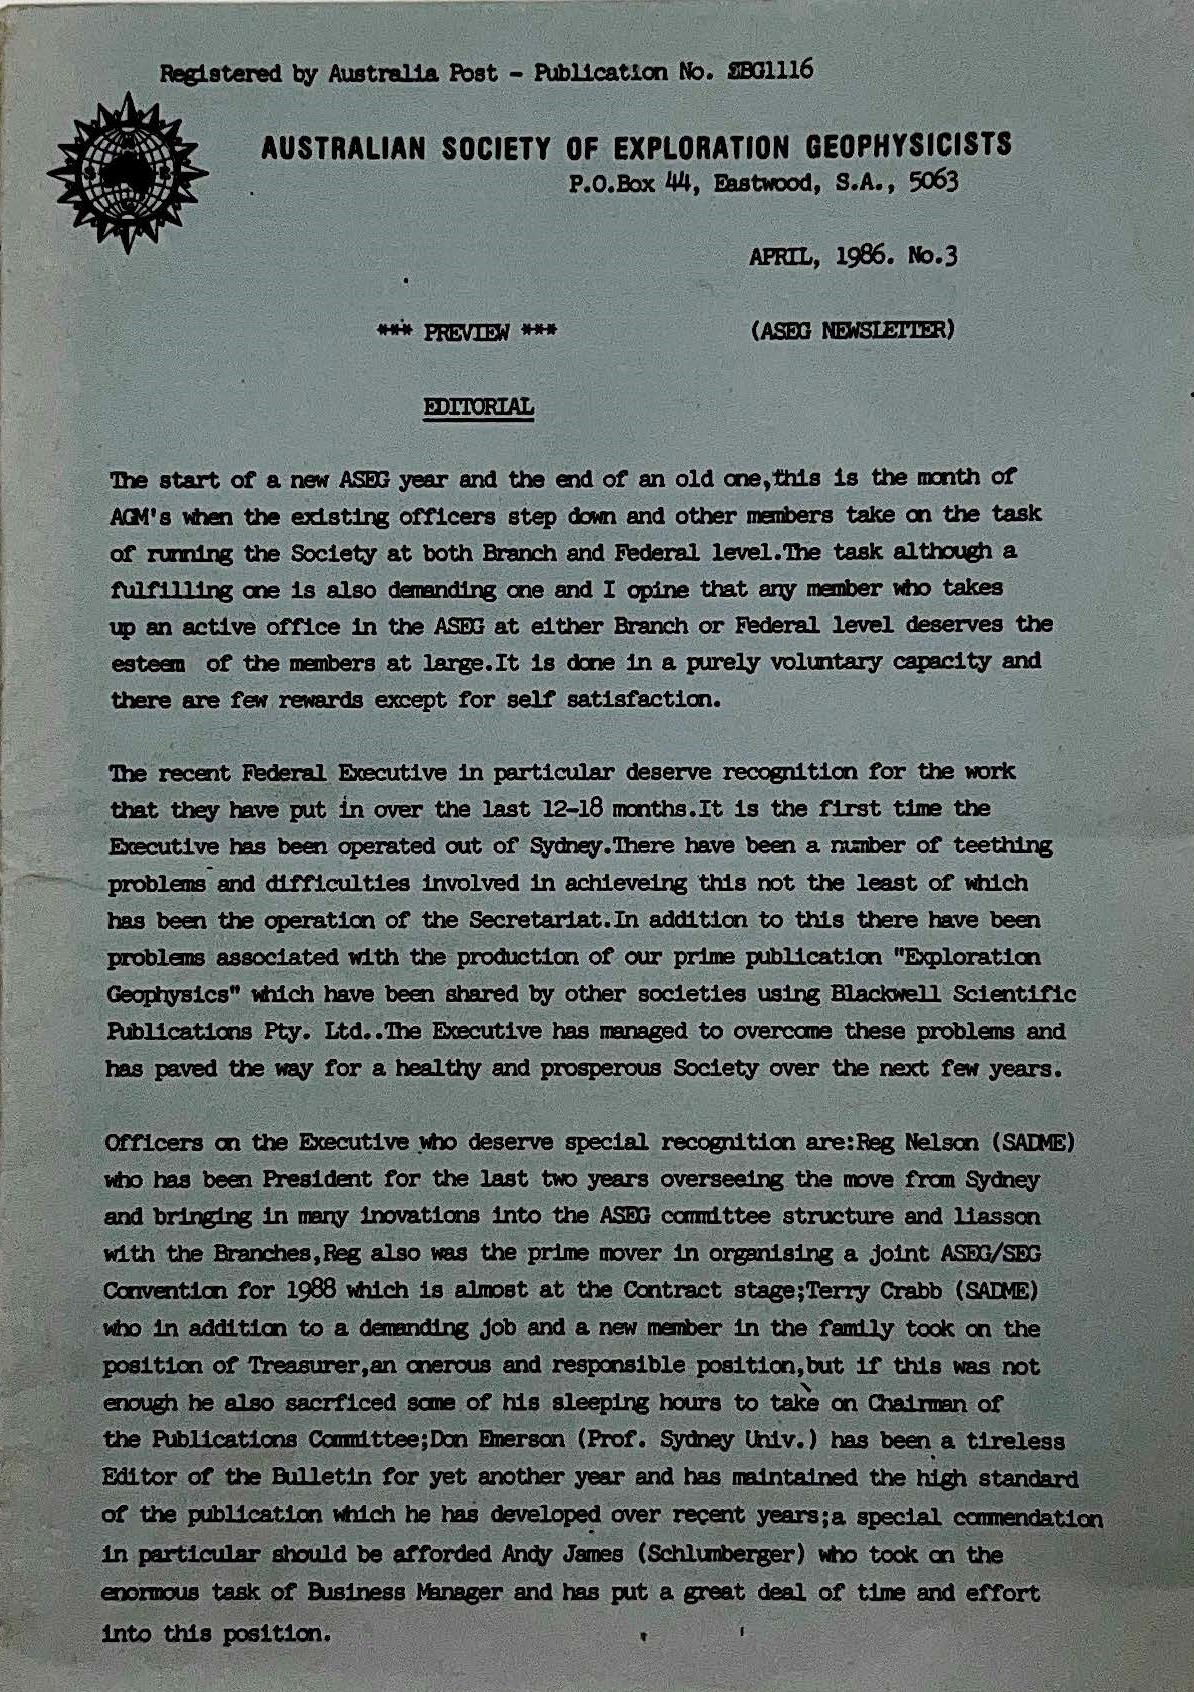 Registered by Australia Post - Publication No. SBG1116
AUSTRALIAN SOCIETY OF EXPLORATION GEOPHYSICISTS
P.O.Box 44, Eastwood, S.A., 5063
APRIL, 1986. No.3
*** PREVIEW *** (ASEG NEWSLETTER)
EDITORIAL
The start of a new ASEG year and the end of an old one,this is the month of
AGM's when the existing officers step down and other members take on the task
of running the Society at both Branch and Federal level.The task although a
fulfilling one is also demanding one and I opine that any member who takes
up an active office in the ASEG at either Branch or Federal level deserves the
esteem of the members at large.It is done in a purely voluntary capacity and
there are few rewards except for self satisfaction.
The recent Federal Executive in particular deserve recognition for the work
that they have put in over the last 12-18 months.It is the first time the
Executive has been operated out of Sydney.There have been a number of teething
problems and difficulties involved in achieveing this not the least of which
has been the operation of the Secretariat.In addition to this there have been
problems associated with the production of our prime publication "Exploration
Geophysics" which have been shared by other societies using Blackwell Scientific
Publications Pty. Ltd..The Executive has managed to overcome these problems and
has paved the way for a healthy and prosperous Society over the next few years.
Officers on the Executive who deserve special recognition are:Reg Nelson (SADME)
who has been President for the last two years overseeing the move from Sydney
and bringing in many inovations into the ASEG committee structure and liasson
with the Branches,Reg also was the prime mover in organising a joint ASEG/SEG
Convention for 1988 which is almost at the Contract stage;Terry Crabb (SADME)
who in addition to a demanding job and a new member in the family took on the
position of Treasurer,an onerous and responsible position,but if this was not
enough he also sacrficed some of his sleeping hours to take on Chairman of
the Publications Committee;Don Emerson (Prof. Sydney Univ.) has been a tireless
Editor of the Bulletin for yet another year and has maintained the high standard
of the publication which he has developed over recent years;a special commendation
in particular should be afforded Andy James (Schlumberger) who took on the
enormous task of Business Manager and has put a great deal of time and effort
into this position.